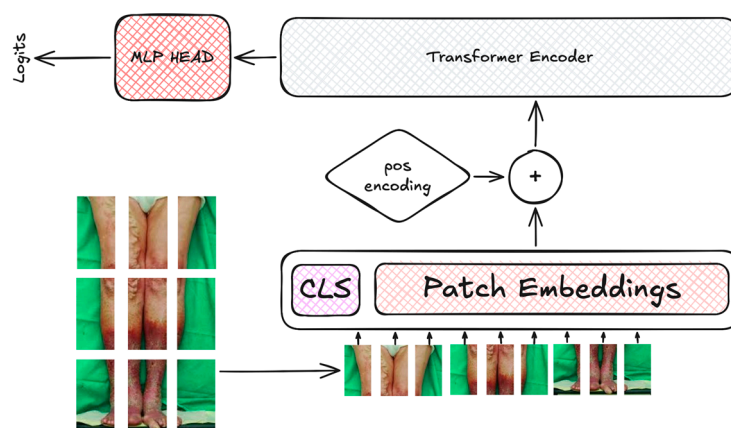 Logits
MLP HEAD
Transformer Encoder
pos
encoding
+
CLS
Patch Embeddings